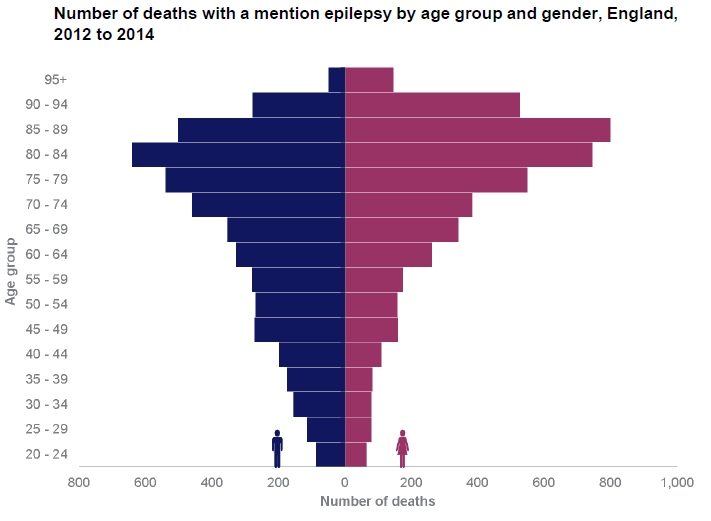 Number of deaths with a mention epilepsy by age group and gender, England,
2012 to 2014
95+
90 - 94
85 - 89
80 - 84
75 - 79
70 - 74
65 - 69
60 - 64
55 - 59
50 - 54
45 - 49
40 - 44
35 - 39
30 - 34
25 - 29
20 - 24
Age group
800 600 400 200 0 200 400 600 800 1,000
Number of deaths